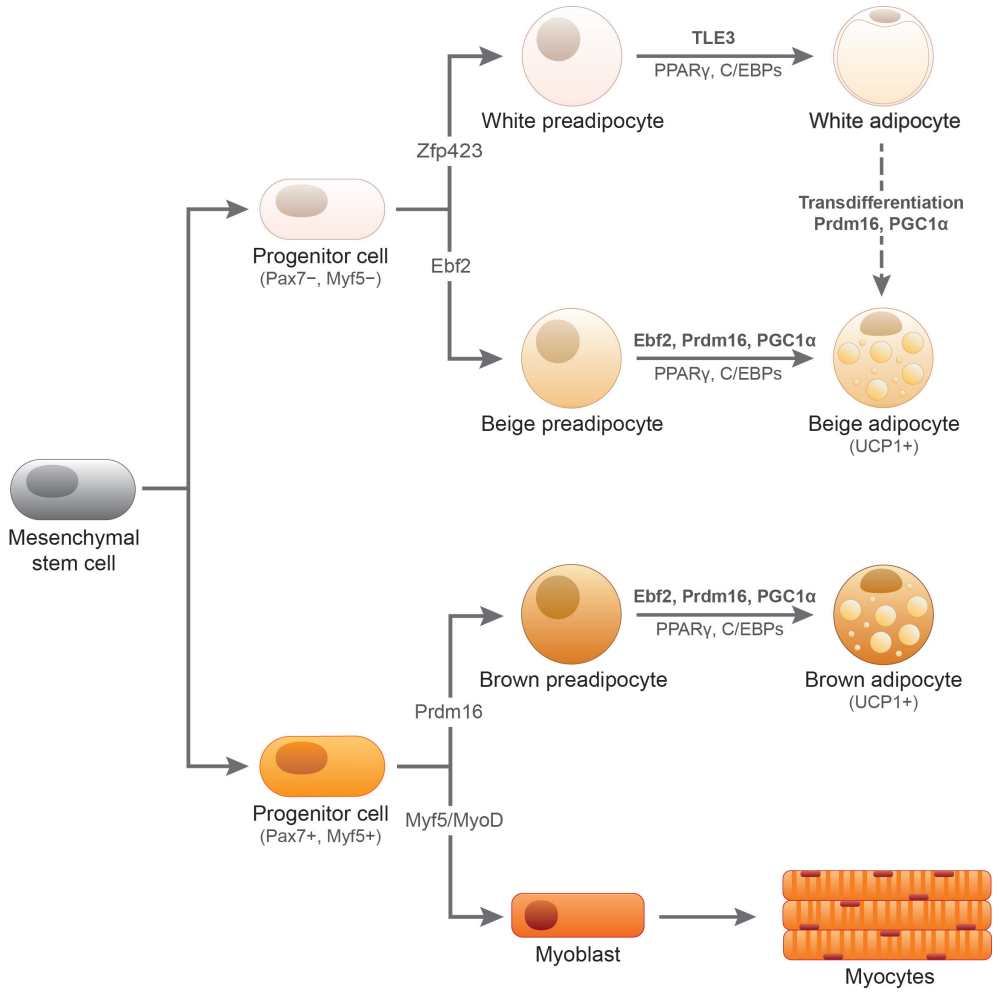 TLE3
PPARγ, C/EBPs
White preadipocyte
White adipocyte
Zfp423
Transdifferentiation
Prdm16, PGC1α
Progenitor cell
(Pax7−, Myf5−)
Ebf2
Ebf2, Prdm16, PGC1α
PPARγ, C/EBPs
Beige preadipocyte
Beige adipocyte
(UCP1+)
Mesenchymal
stem cell
Ebf2, Prdm16, PGC1α
PPARγ, C/EBPs
Brown preadipocyte
Brown adipocyte
(UCP1+)
Prdm16
Progenitor cell
(Pax7+, Myf5+)
Myf5/MyoD
Myoblast
Myocytes